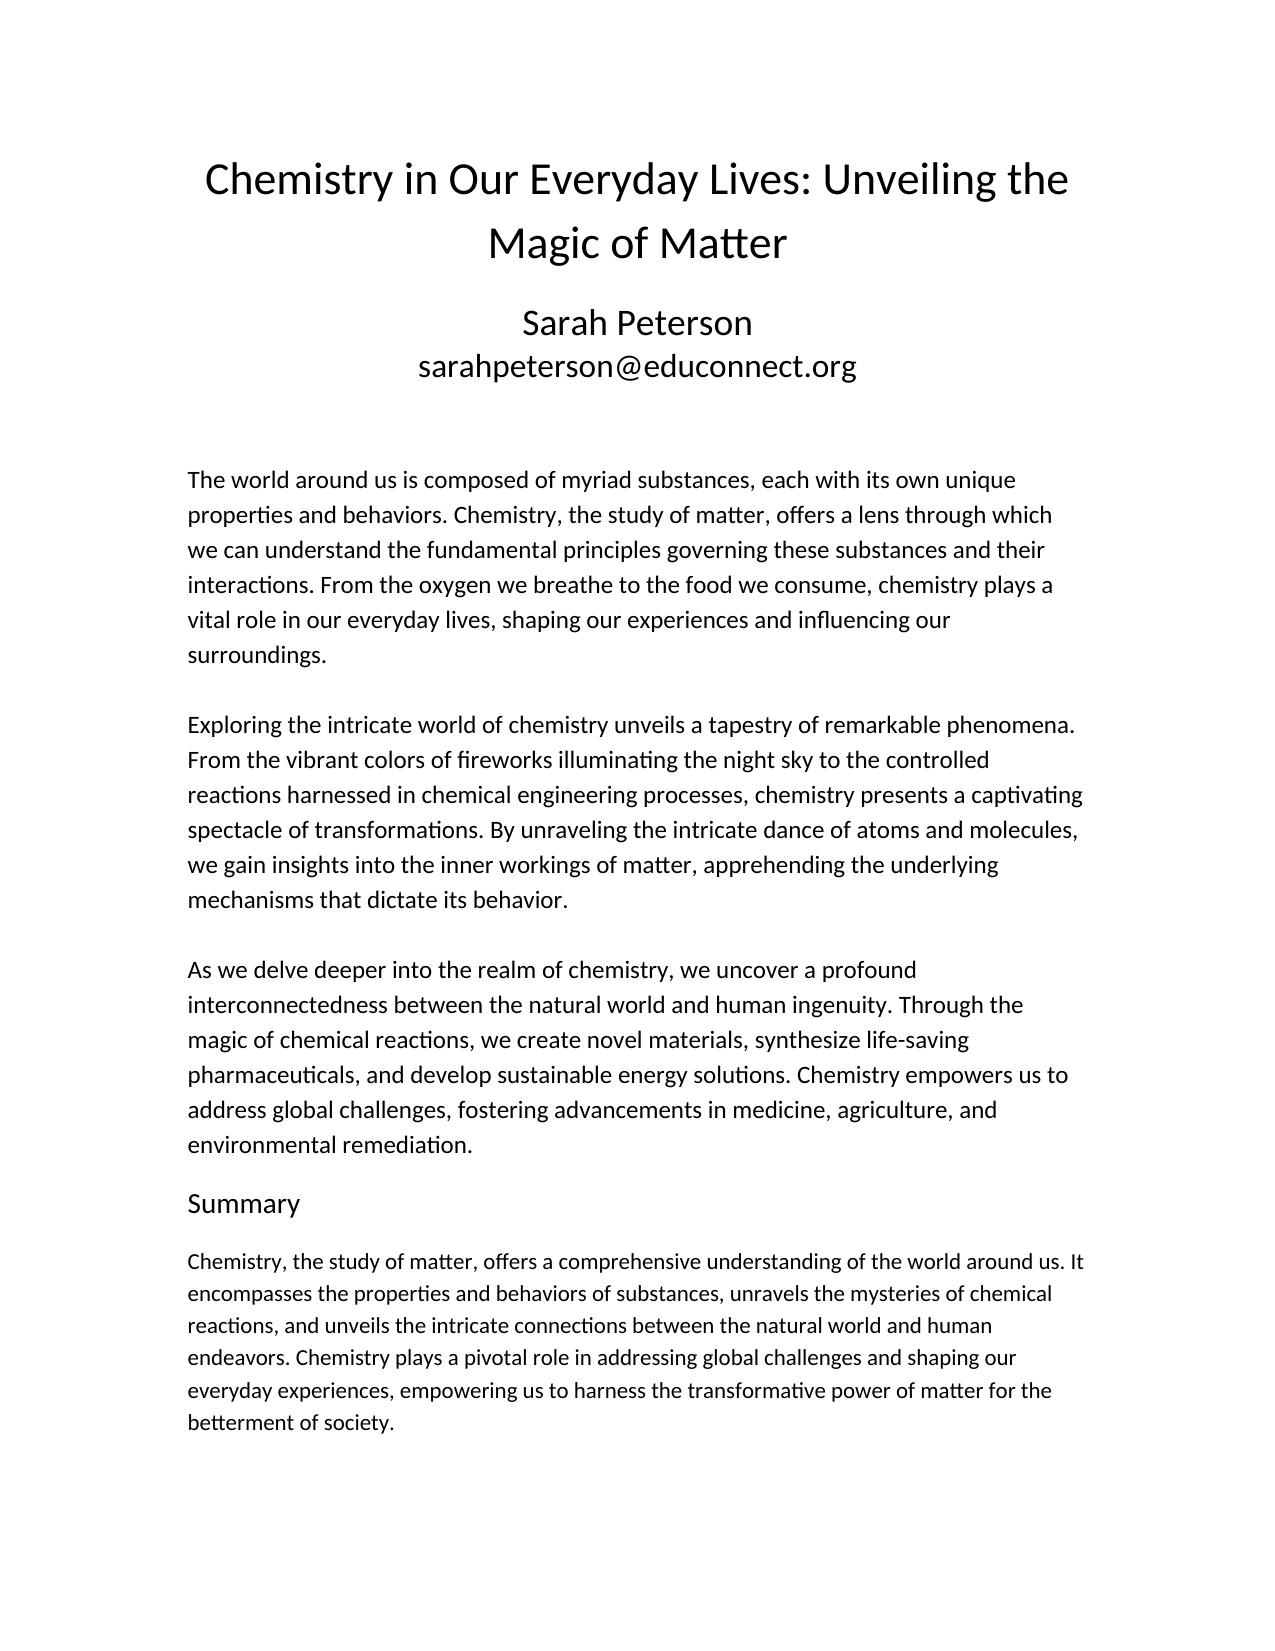 Chemistry in Our Everyday Lives: Unveiling the
Magic of Matter
Sarah Peterson
sarahpeterson@educonnect.org
The world around us is composed of myriad substances, each with its own unique
properties and behaviors. Chemistry, the study of matter, offers a lens through which
we can understand the fundamental principles governing these substances and their
interactions. From the oxygen we breathe to the food we consume, chemistry plays a
vital role in our everyday lives, shaping our experiences and influencing our
surroundings.
Exploring the intricate world of chemistry unveils a tapestry of remarkable phenomena.
From the vibrant colors of fireworks illuminating the night sky to the controlled
reactions harnessed in chemical engineering processes, chemistry presents a captivating
spectacle of transformations. By unraveling the intricate dance of atoms and molecules,
we gain insights into the inner workings of matter, apprehending the underlying
mechanisms that dictate its behavior.
As we delve deeper into the realm of chemistry, we uncover a profound
interconnectedness between the natural world and human ingenuity. Through the
magic of chemical reactions, we create novel materials, synthesize life-saving
pharmaceuticals, and develop sustainable energy solutions. Chemistry empowers us to
address global challenges, fostering advancements in medicine, agriculture, and
environmental remediation.
Summary
Chemistry, the study of matter, offers a comprehensive understanding of the world around us. It
encompasses the properties and behaviors of substances, unravels the mysteries of chemical
reactions, and unveils the intricate connections between the natural world and human
endeavors. Chemistry plays a pivotal role in addressing global challenges and shaping our
everyday experiences, empowering us to harness the transformative power of matter for the
betterment of society.